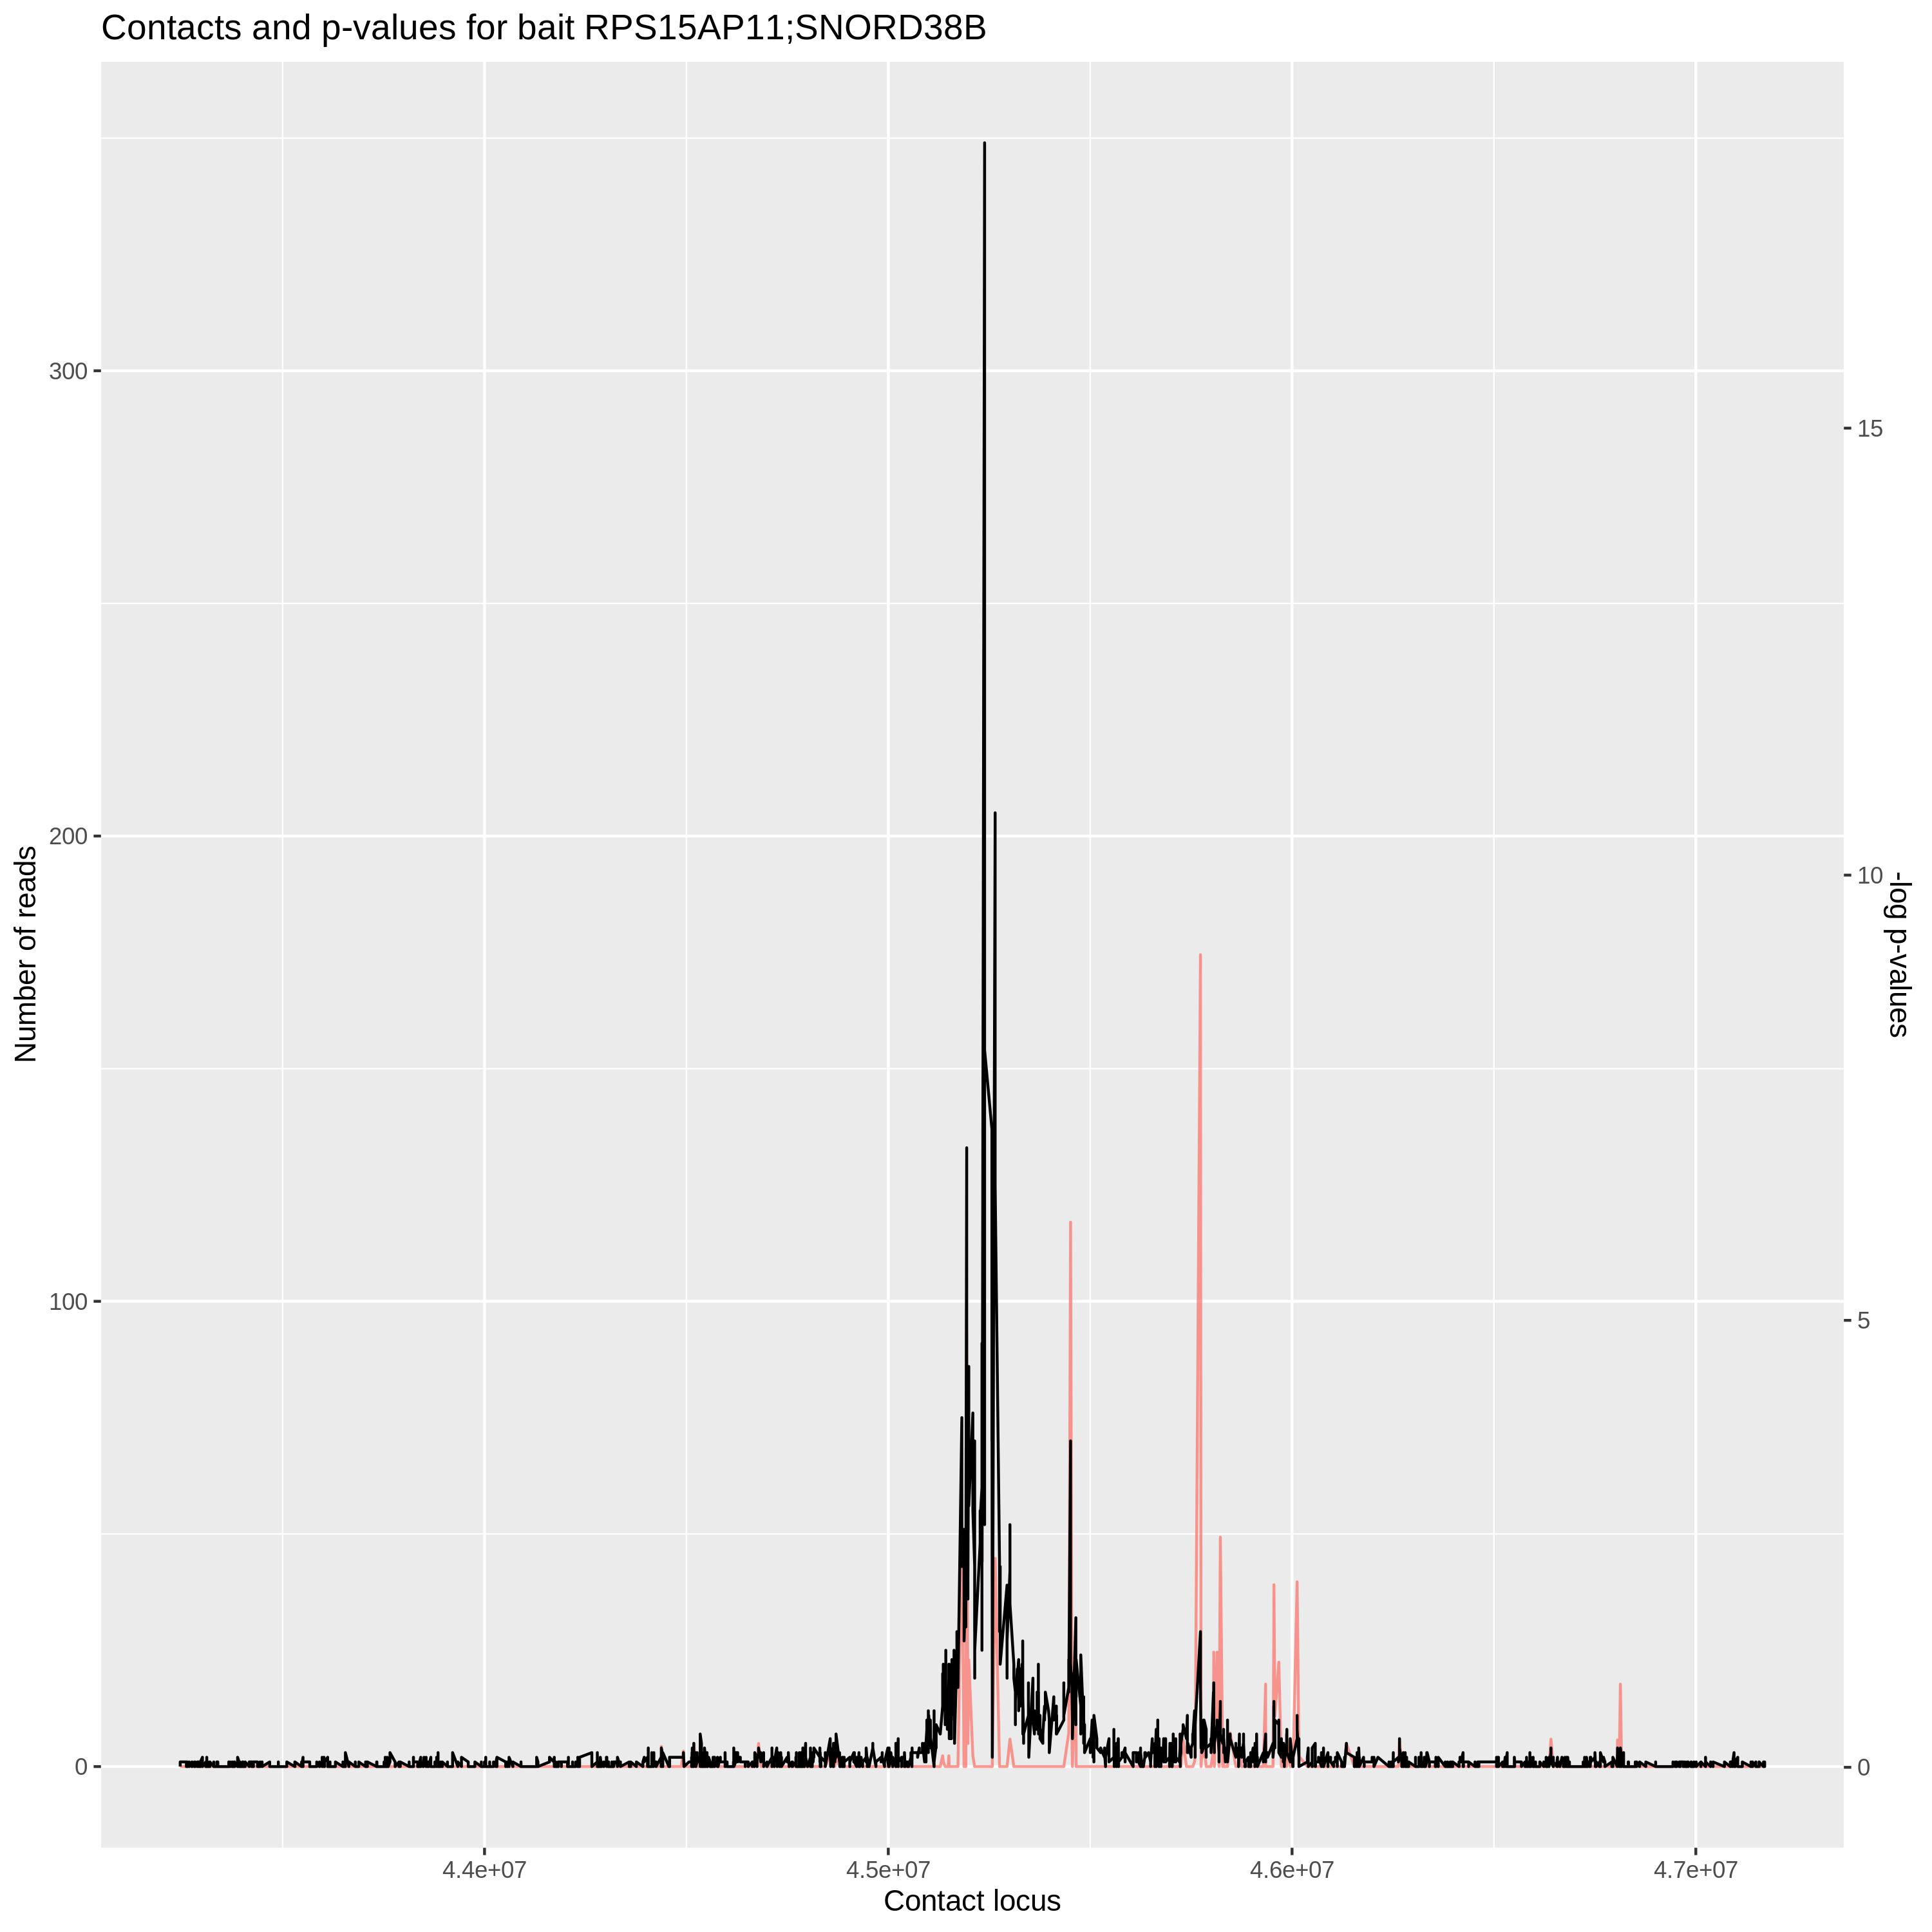 Contacts and p-values for bait RPS15AP11;SNORD38B
Number of reads
300
200
100
0
15
10
5
0
-log p-values
4.4e+07
4.5e+07
4.6e+07
4.7e+07
Contact locus